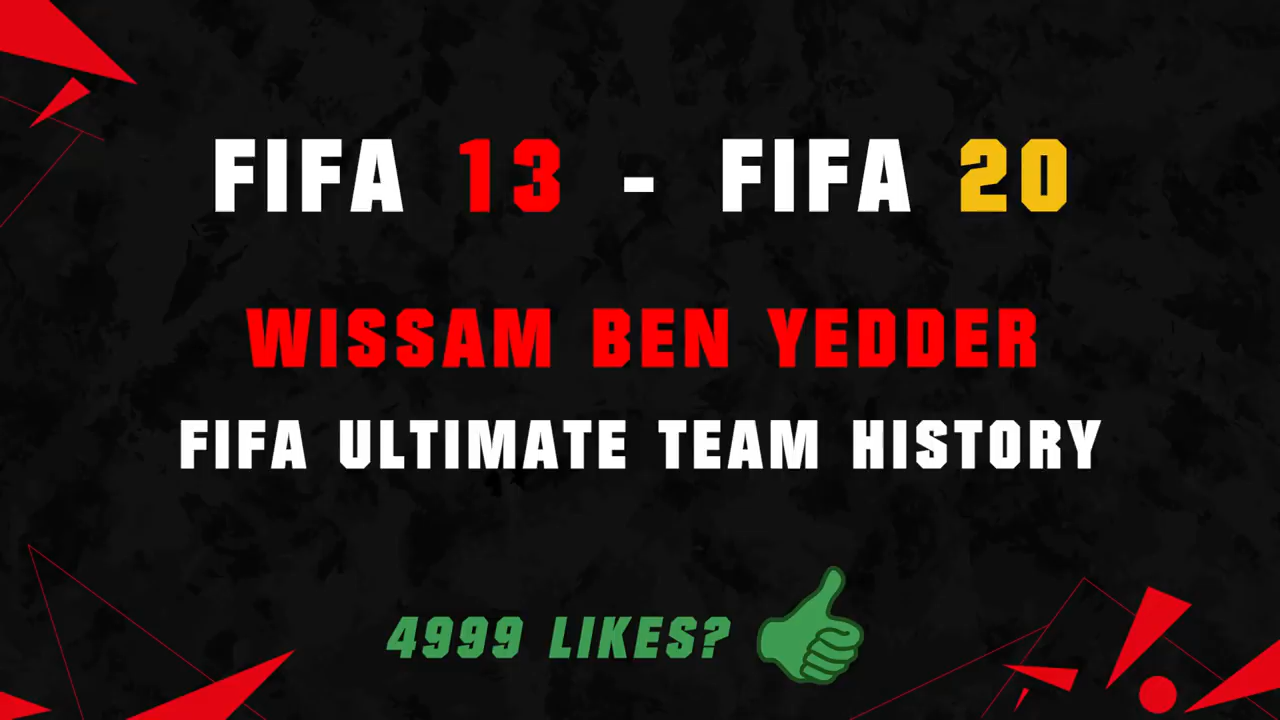 FIFA 13 - FIFA 20
WISSAM BEN YEDDER
FIFA ULTIMATE TEAM HISTORY
4999 LIKES?